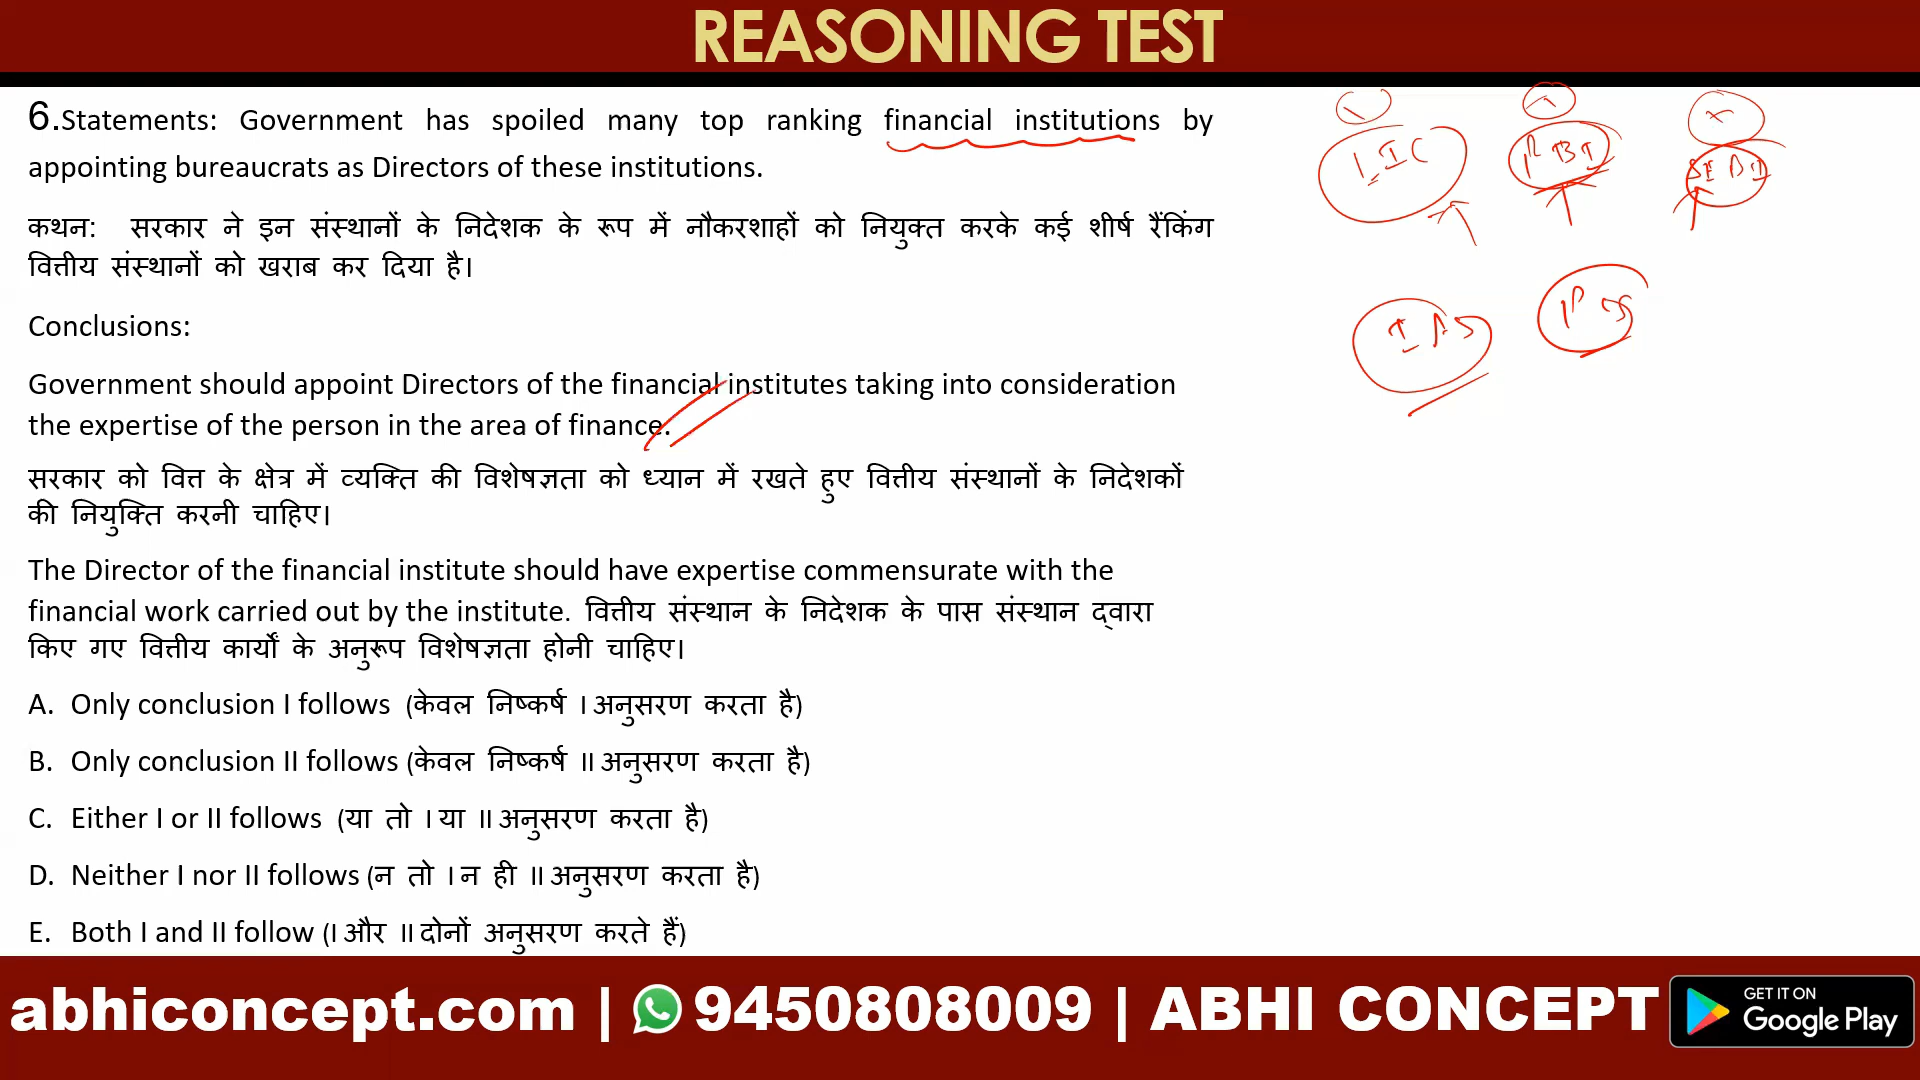 REASONING TEST
6.Statements: Government has spoiled many top ranking financial institutions by
appointing bureaucrats as Directors of these institutions.
कथन: सरकार ने इन संस्थानों के निदेशक के रूप में नौकरशाहों को नियुक्त करके कई शीर्ष रैंकिंग
वित्तीय संस्थानों को खराब कर दिया है।
Conclusions:
Government should appoint Directors of the financial institutes taking into consideration
the expertise of the person in the area of finance.
सरकार को वित्त के क्षेत्र में व्यक्ति की विशेषज्ञता को ध्यान में रखते हुए वित्तीय संस्थानों के निदेशकों
की नियुक्ति करनी चाहिए।
The Director of the financial institute should have expertise commensurate with the
financial work carried out by the institute. वित्तीय संस्थान के निदेशक के पास संस्थान द्वारा
किए गए वित्तीय कार्यों के अनुरूप विशेषज्ञता होनी चाहिए।
A. Only conclusion I follows (केवल निष्कर्ष I अनुसरण करता है)
B. Only conclusion II follows (केवल निष्कर्ष II अनुसरण करता है)
C. Either I or II follows (या तो I या II अनुसरण करता है)
D. Neither I nor II follows (न तो I न ही II अनुसरण करता है)
E. Both I and II follow (I और II दोनों अनुसरण करते हैं)
LIC RBI SEBI
IAS
abhiconcept.com | 9450808009 | ABHI CONCEPT
GET IT ON
Google Play